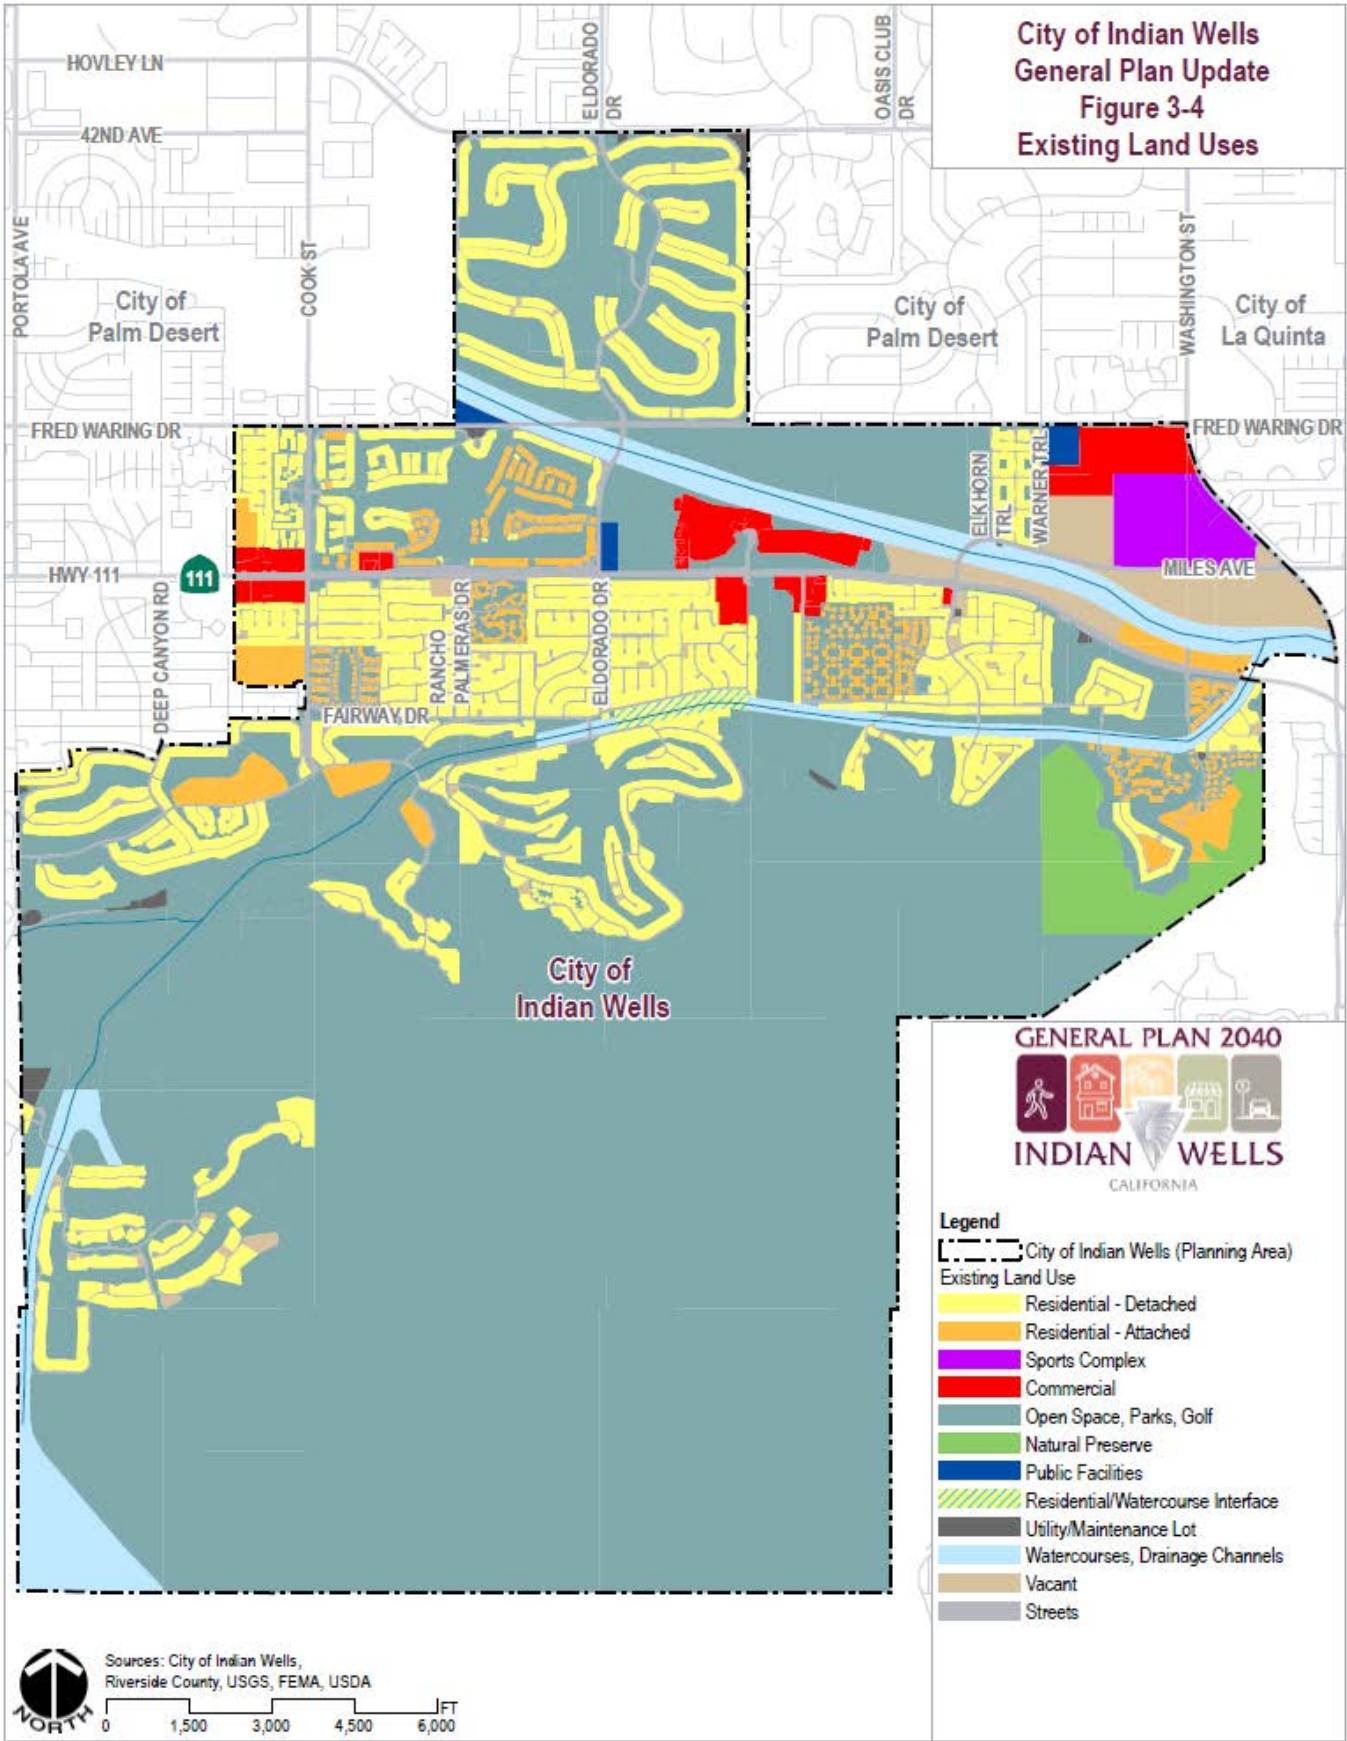 City of Indian Wells
General Plan Update
Figure 3-4
Existing Land Uses
HOVLEY LN
42ND AVE
ELDORADO
DR
OASIS CLUB
DR
PORTOLA AVE
COOK ST
WASHINGTON ST
City of
Palm Desert
City of
Palm Desert
City of
La Quinta
FRED WARING DR
FRED WARING DR
ELKHORN
TRL
WARNER TRL
HWY 111
111
MILES AVE
DEEP CANYON RD
RANCHO
PALMERAS DR
ELDORADO DR
FAIRWAY DR
City of
Indian Wells
GENERAL PLAN 2040
INDIAN WELLS
CALIFORNIA
Legend
City of Indian Wells (Planning Area)
Existing Land Use
Residential - Detached
Residential - Attached
Sports Complex
Commercial
Open Space, Parks, Golf
Natural Preserve
Public Facilities
Residential/Watercourse Interface
Utility/Maintenance Lot
Watercourses, Drainage Channels
Vacant
Streets
NORTH
Sources: City of Indian Wells,
Riverside County, USGS, FEMA, USDA
FT
0 1,500 3,000 4,500 6,000